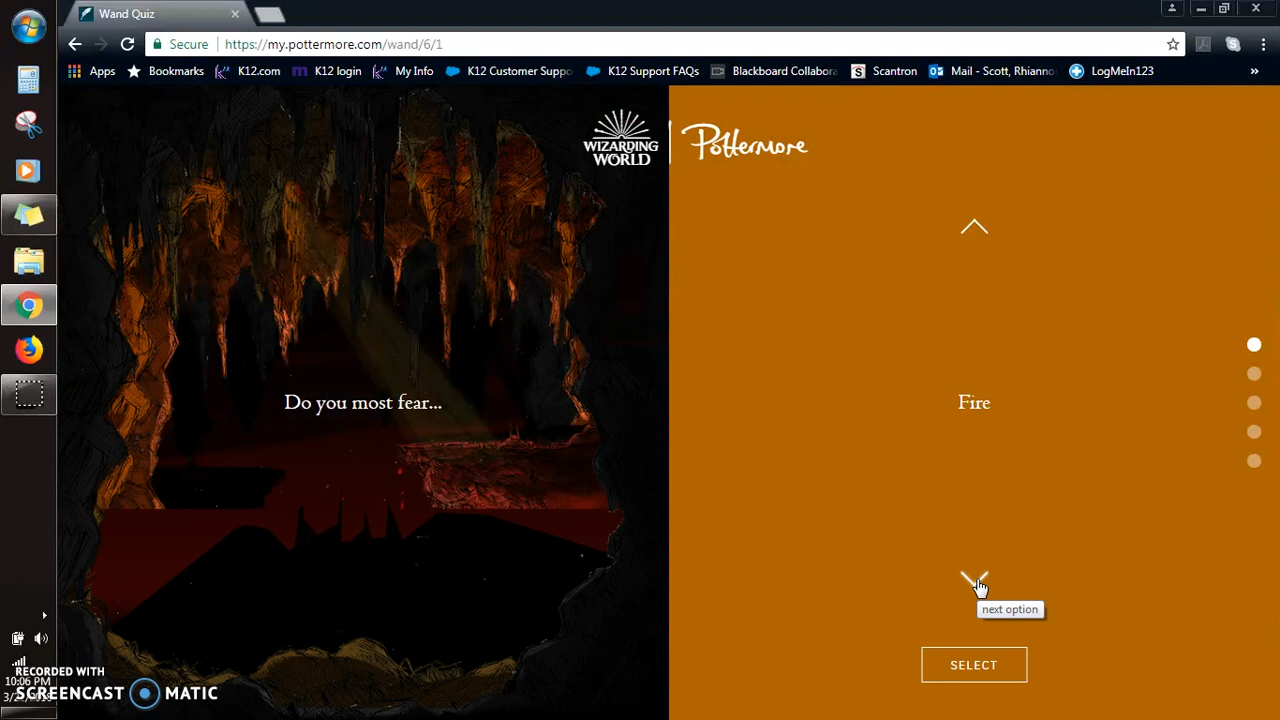 Wand Quiz
Secure https://my.pottermore.com/wand/6/1
Apps Bookmarks K12.com K12 login My Info K12 Customer Suppo K12 Support FAQs Blackboard Collabora Scantron Mail - Scott, Rhianno LogMeIn123 »
WIZARDING
WORLD
Pottermore
Do you most fear...
Fire
next option
SELECT
RECORDED WITH
10:06 PM
SCREENCAST MATIC